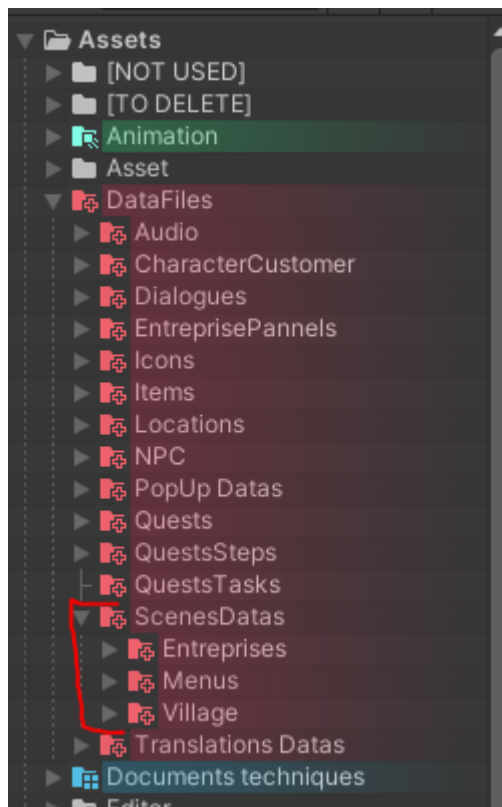 Assets
[NOT USED]
[TO DELETE]
Animation
Asset
DataFiles
Audio
CharacterCustomer
Dialogues
EntreprisePannels
Icons
Items
Locations
NPC
PopUp Datas
Quests
QuestsSteps
QuestsTasks
ScenesDatas
Entreprises
Menus
Village
Translations Datas
Documents techniques
Editor